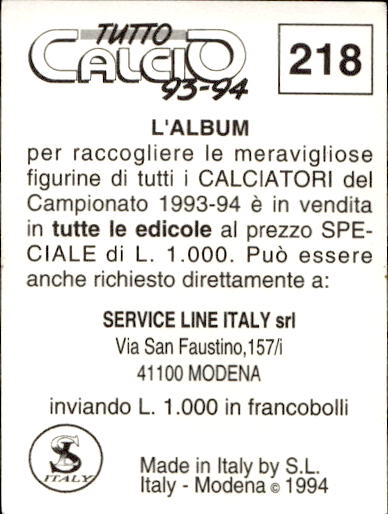 TUTTO
CALCIO
93-94
218
L'ALBUM
per raccogliere le meravigliose
figurine di tutti i CALCIATORI del
Campionato 1993-94 è in vendita
in tutte le edicole al prezzo SPE-
CIALE di L. 1.000. Può essere
anche richiesto direttamente a:
SERVICE LINE ITALY srl
Via San Faustino,157/i
41100 MODENA
inviando L. 1.000 in francobolli
SL
ITALY
Made in Italy by S.L.
Italy - Modena © 1994